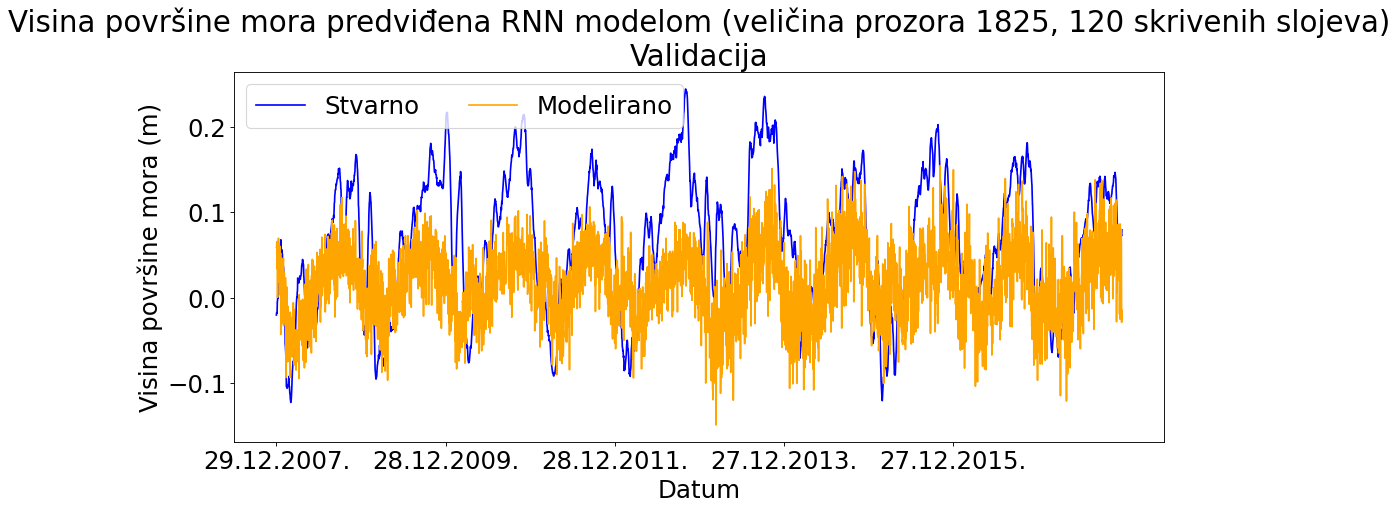 Visina površine mora predviđena RNN modelom (veličina prozora 1825, 120 skrivenih slojeva)
Validacija
Stvarno Modelirano
Visina površine mora (m)
0.2
0.1
0.0
−0.1
29.12.2007. 28.12.2009. 28.12.2011. 27.12.2013. 27.12.2015.
Datum